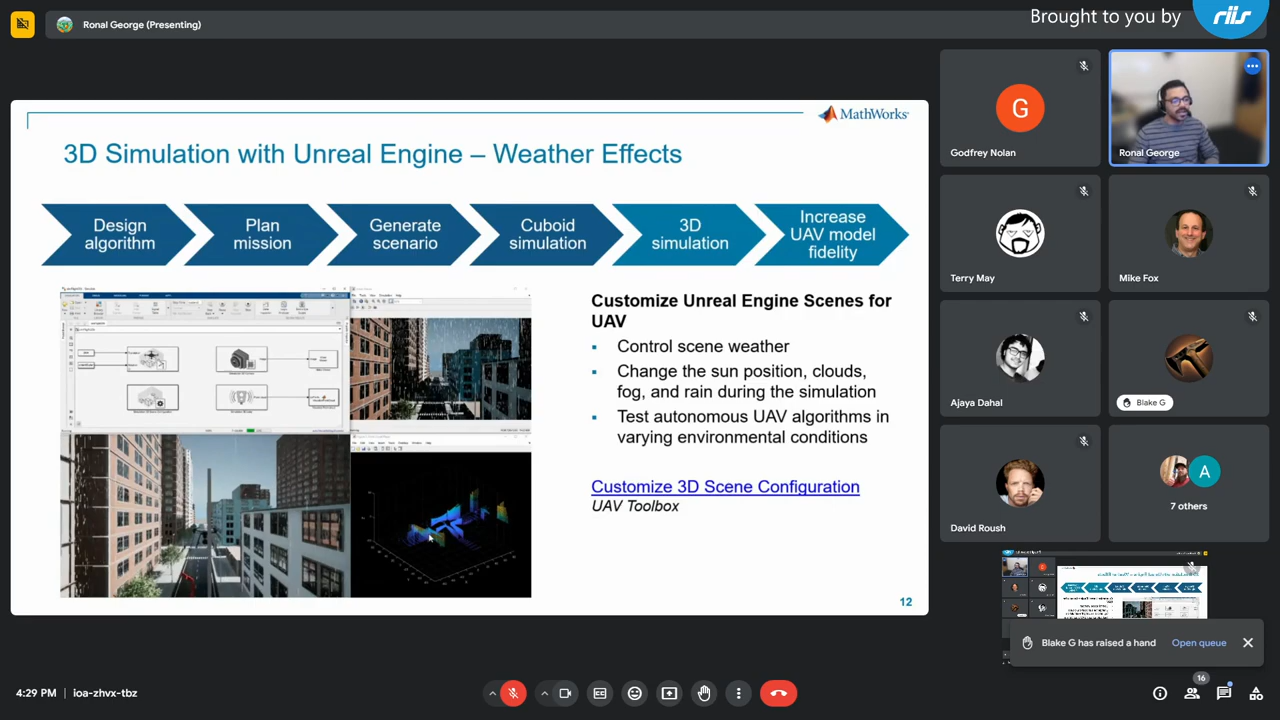 Ronal George (Presenting)
Brought to you by
riis
MathWorks
3D Simulation with Unreal Engine – Weather Effects
Design
algorithm
Plan
mission
Generate
scenario
Cuboid
simulation
3D
simulation
Increase
UAV model
fidelity
Customize Unreal Engine Scenes for
UAV
▪ Control scene weather
▪ Change the sun position, clouds,
fog, and rain during the simulation
▪ Test autonomous UAV algorithms in
varying environmental conditions
Customize 3D Scene Configuration
UAV Toolbox
12
G
Godfrey Nolan
Ronal George
Terry May
Mike Fox
Ajaya Dahal
Blake G
David Roush
A
7 others
Blake G has raised a hand
Open queue
4:29 PM | ioa-zhvx-tbz
16